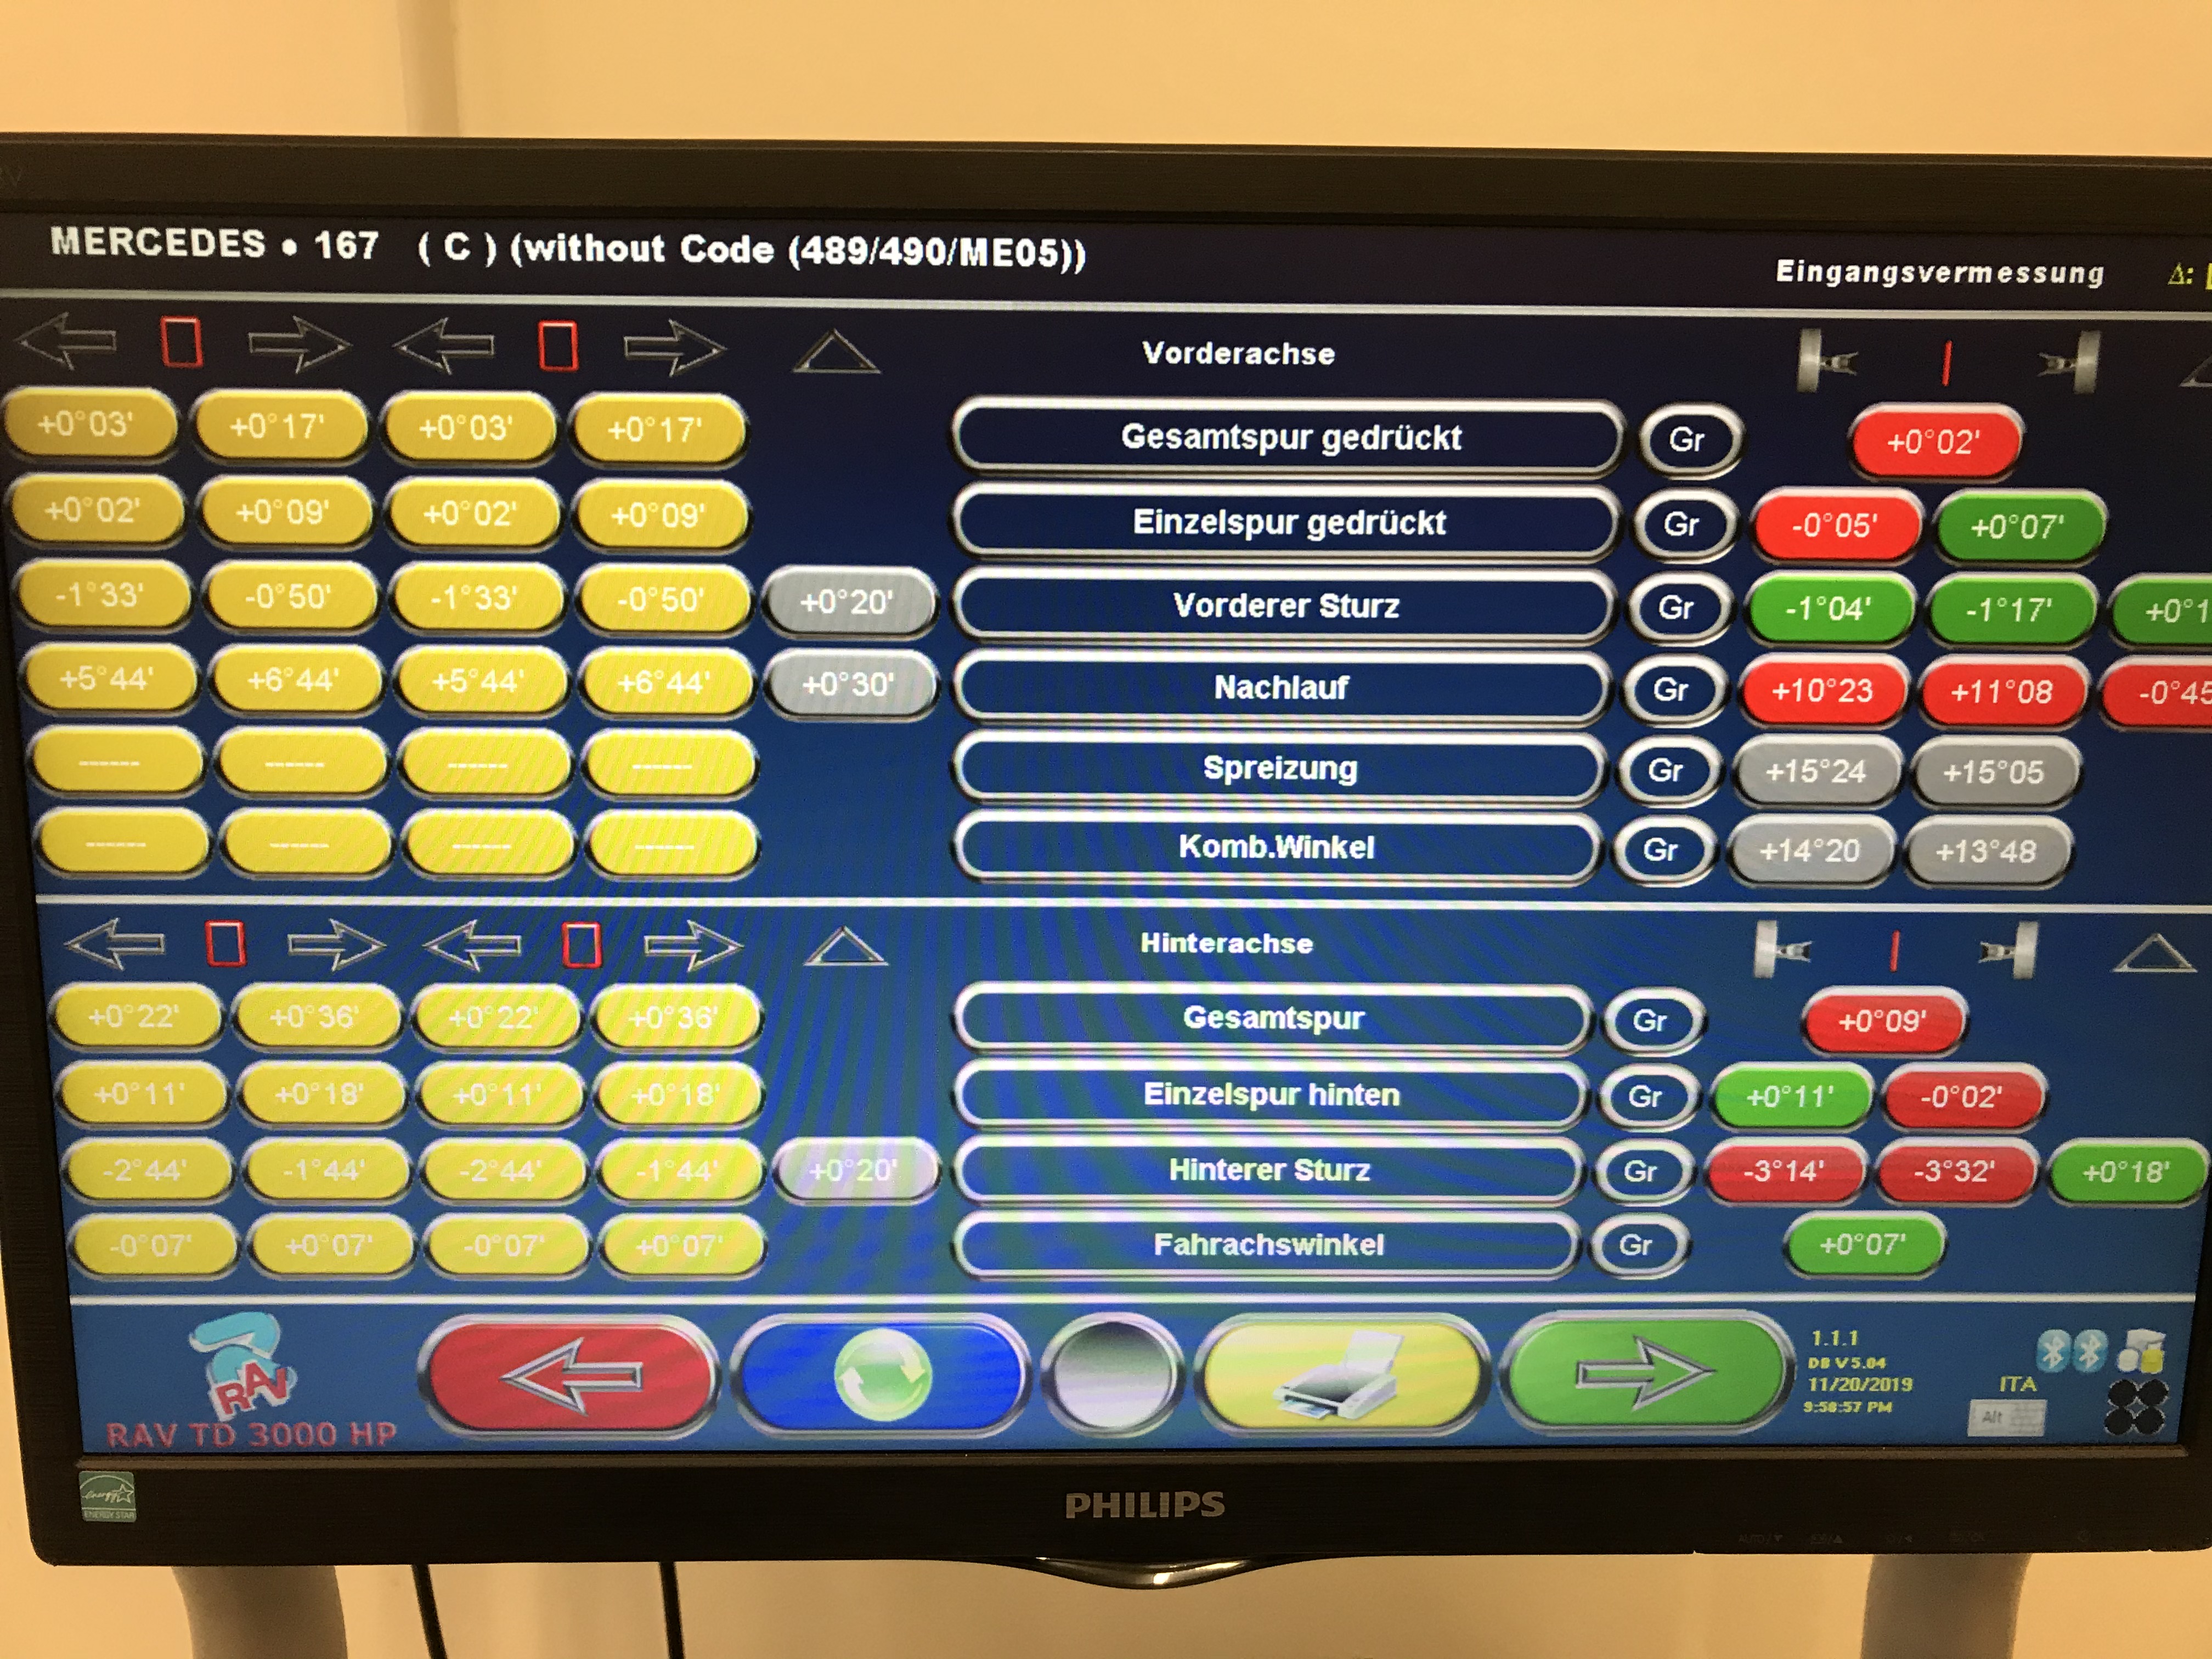 MERCEDES • 167 ( C ) (without Code (489/490/ME05))
Eingangsvermessung Δ:
Vorderachse
+0°03' +0°17' +0°03' +0°17' Gesamtspur gedrückt Gr +0°02'
+0°02' +0°09' +0°02' +0°09' Einzelspur gedrückt Gr -0°05' +0°07'
-1°33' -0°50' -1°33' -0°50' +0°20' Vorderer Sturz Gr -1°04' -1°17' +0°1
+5°44' +6°44' +5°44' +6°44' +0°30' Nachlauf Gr +10°23 +11°08 -0°45
------ ------ ------ ------ Spreizung Gr +15°24 +15°05
------ ------ ------ ------ Komb.Winkel Gr +14°20 +13°48
Hinterachse
+0°22' +0°36' +0°22' +0°36' Gesamtspur Gr +0°09'
+0°11' +0°18' +0°11' +0°18' Einzelspur hinten Gr +0°11' -0°02'
-2°44' -1°44' -2°44' -1°44' +0°20' Hinterer Sturz Gr -3°14' -3°32' +0°18'
-0°07' +0°07' -0°07' +0°07' Fahrachswinkel Gr +0°07'
RAV
RAV TD 3000 HP
1.1.1
DB V 5.04
11/20/2019
9:58:57 PM
ITA
Alt
energy
ENERGY STAR
PHILIPS